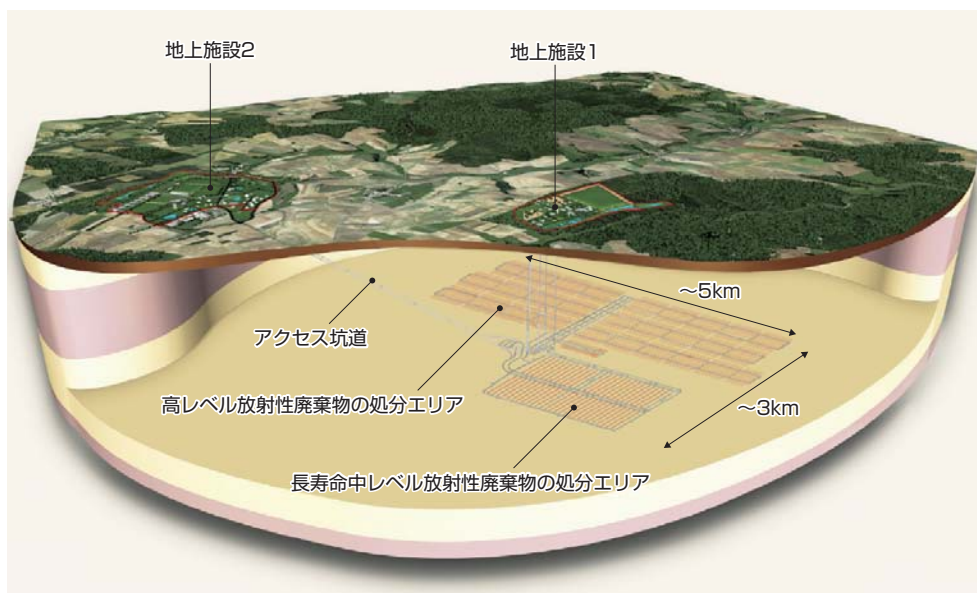 地上施設2
地上施設1
～5km
アクセス坑道
高レベル放射性廃棄物の処分エリア
～3km
長寿命中レベル放射性廃棄物の処分エリア